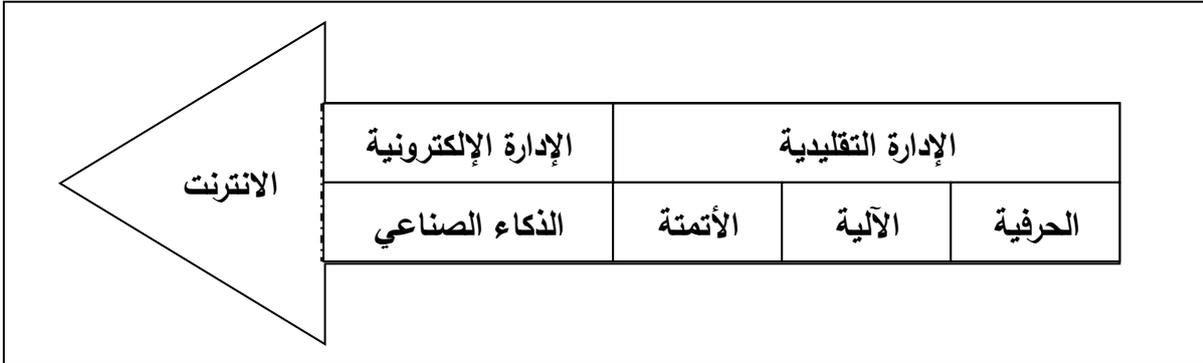 الإدارة التقليدية
الإدارة الإلكترونية
الحرفية
الآلية
الأتمتة
الذكاء الصناعي
الانترنت